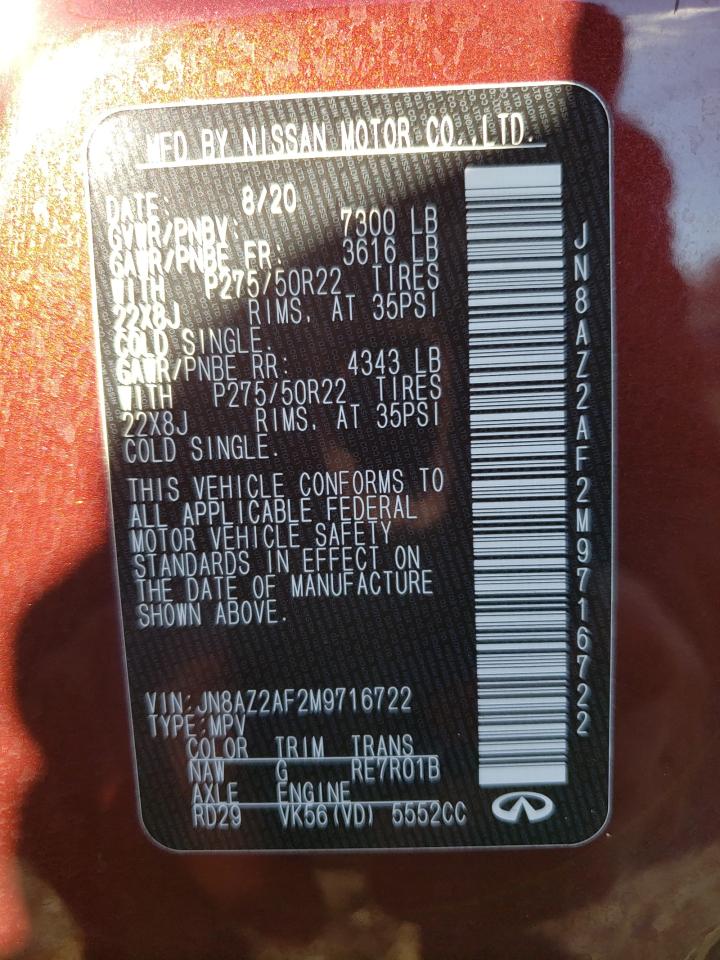 MFD BY NISSAN MOTOR CO.,LTD.
DATE: 8/20
GVWR/PNBV: 7300 LB
GAWR/PNBE FR: 3616 LB
WITH P275/50R22 TIRES
22X8J RIMS, AT 35PSI
COLD SINGLE.
GAWR/PNBE RR: 4343 LB
WITH P275/50R22 TIRES
22X8J RIMS, AT 35PSI
COLD SINGLE.
THIS VEHICLE CONFORMS TO
ALL APPLICABLE FEDERAL
MOTOR VEHICLE SAFETY
STANDARDS IN EFFECT ON
THE DATE OF MANUFACTURE
SHOWN ABOVE.
VIN:JN8AZ2AF2M9716722
TYPE:MPV
COLOR TRIM TRANS
NAW G RE7R01B
AXLE ENGINE
RD29 VK56(VD) 5552CC
JN8AZ2AF2M9716722